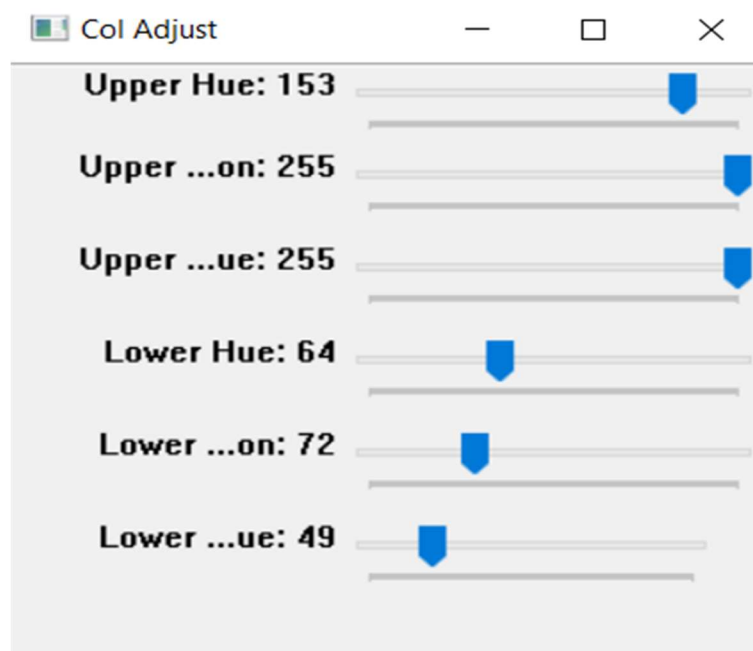 Col Adjust
Upper Hue: 153
Upper ...on: 255
Upper ...ue: 255
Lower Hue: 64
Lower ...on: 72
Lower ...ue: 49